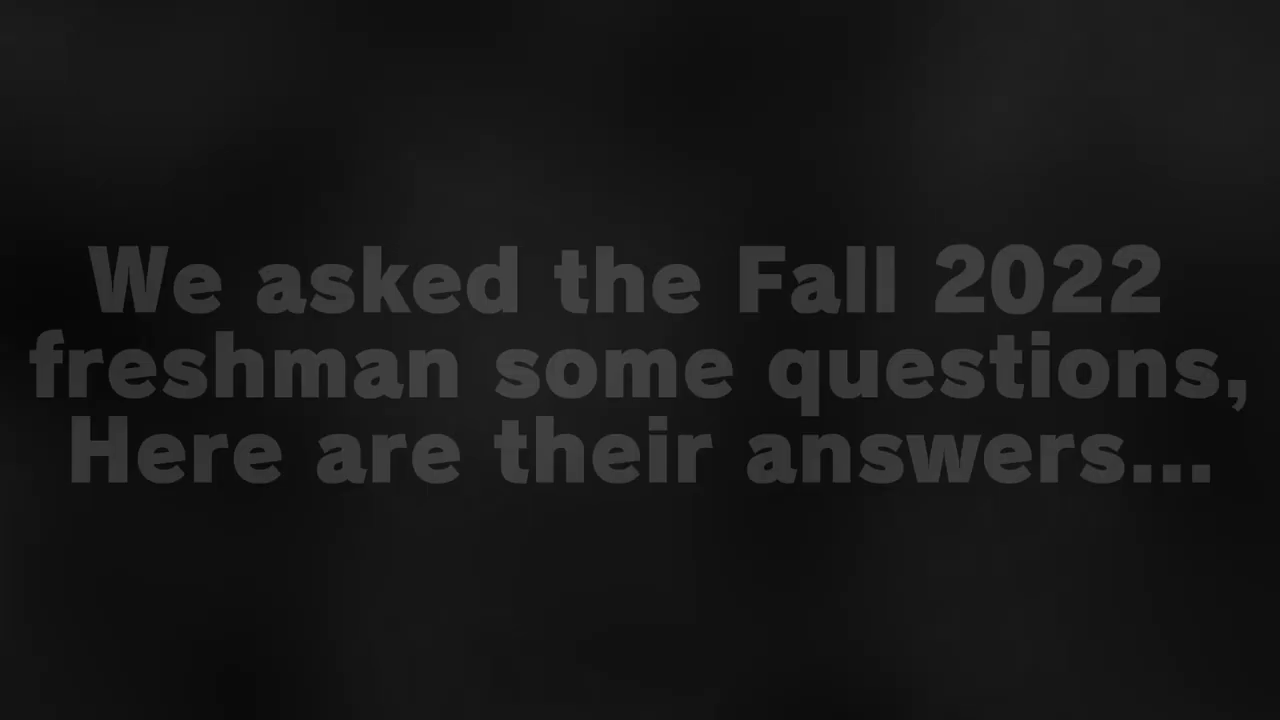 We asked the Fall 2022
freshman some questions,
Here are their answers...